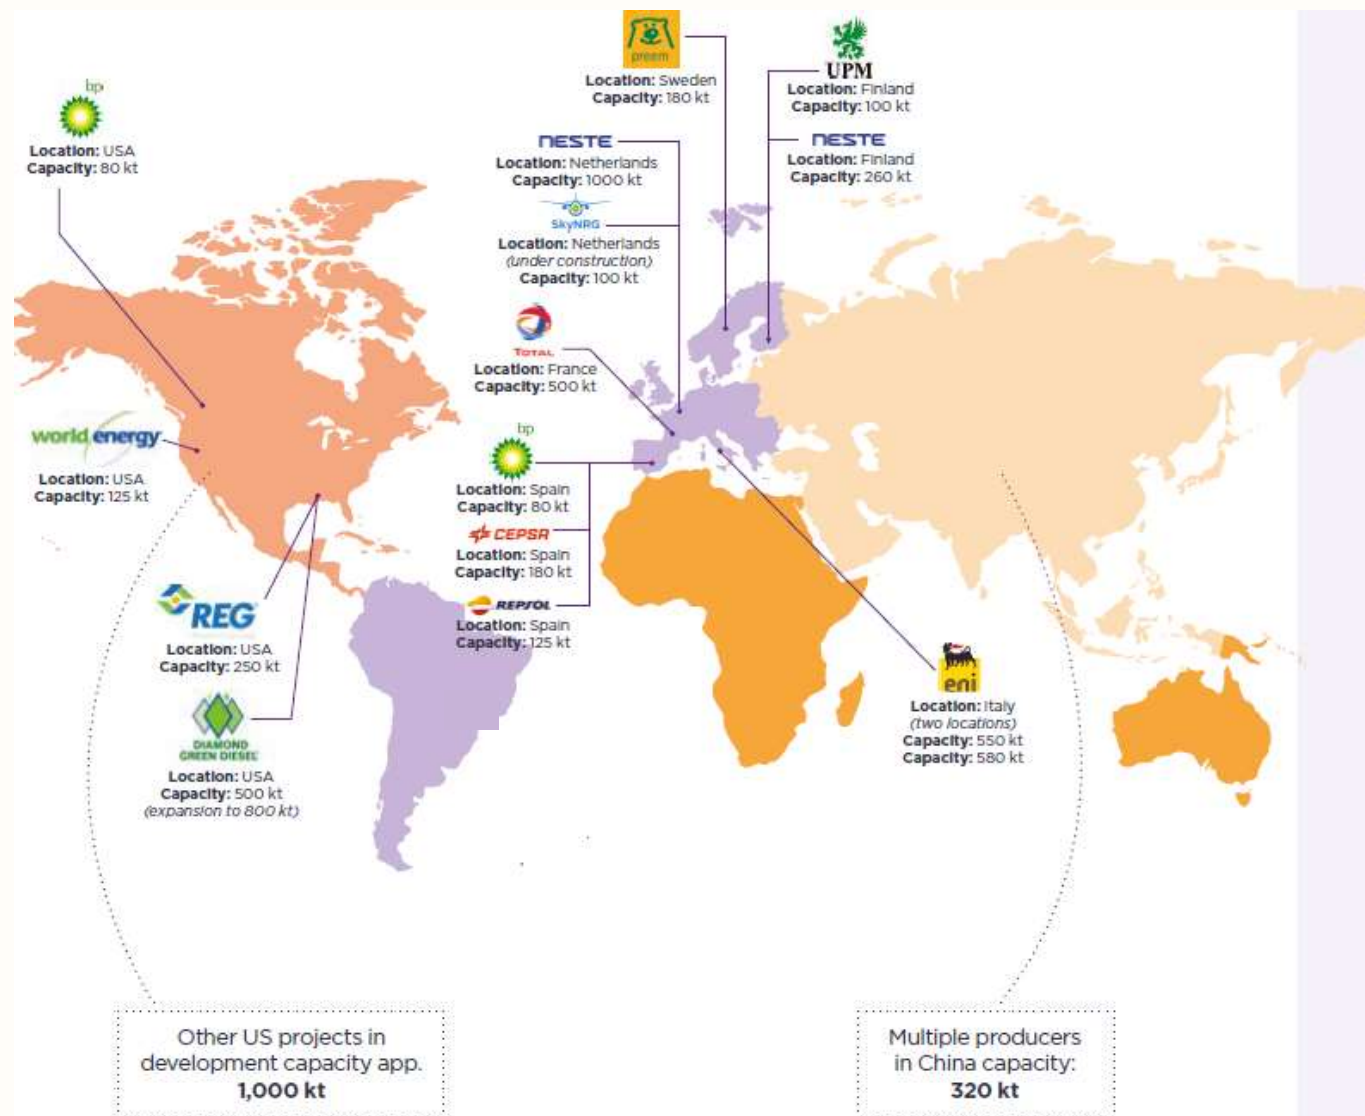 bp
Location: USA
Capacity: 80 kt
world energy
Location: USA
Capacity: 125 kt
REG
Location: USA
Capacity: 250 kt
DIAMOND
GREEN DIESEL
Location: USA
Capacity: 500 kt
(expansion to 800 kt)
preem
Location: Sweden
Capacity: 180 kt
UPM
Location: Finland
Capacity: 100 kt
NESTE
Location: Finland
Capacity: 260 kt
NESTE
Location: Netherlands
Capacity: 1000 kt
SkyNRG
Location: Netherlands
(under construction)
Capacity: 100 kt
TOTAL
Location: France
Capacity: 500 kt
bp
Location: Spain
Capacity: 80 kt
CEPSA
Location: Spain
Capacity: 180 kt
REPSOL
Location: Spain
Capacity: 125 kt
eni
Location: Italy
(two locations)
Capacity: 550 kt
Capacity: 580 kt
Other US projects in
development capacity app.
1,000 kt
Multiple producers
in China capacity:
320 kt